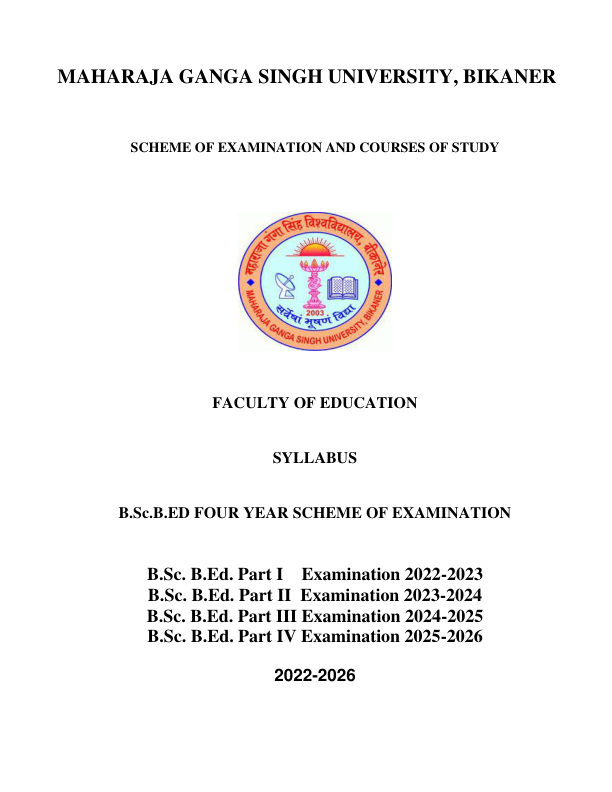 MAHARAJA GANGA SINGH UNIVERSITY, BIKANER
SCHEME OF EXAMINATION AND COURSES OF STUDY
महाराजा गंगा सिंह विश्वविद्यालय, बीकानेर
2003
सर्वेषां भूषणं विद्या
MAHARAJA GANGA SINGH UNIVERSITY, BIKANER
FACULTY OF EDUCATION
SYLLABUS
B.Sc.B.ED FOUR YEAR SCHEME OF EXAMINATION
B.Sc. B.Ed. Part I Examination 2022-2023
B.Sc. B.Ed. Part II Examination 2023-2024
B.Sc. B.Ed. Part III Examination 2024-2025
B.Sc. B.Ed. Part IV Examination 2025-2026
2022-2026